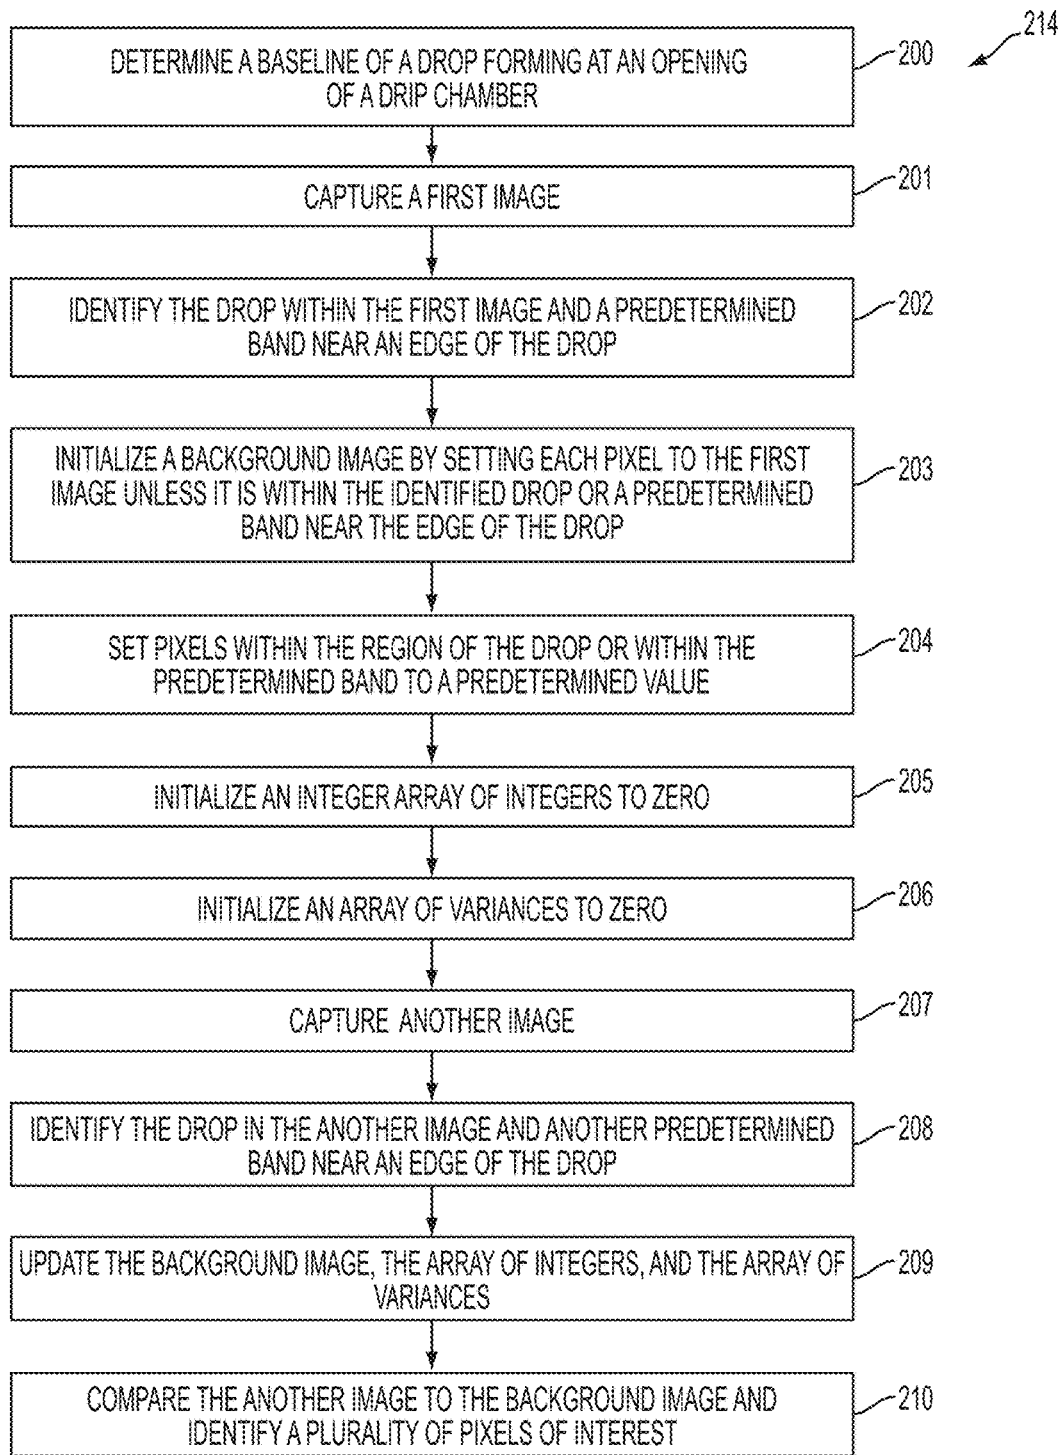 214
DETERMINE A BASELINE OF A DROP FORMING AT AN OPENING
OF A DRIP CHAMBER
200
CAPTURE A FIRST IMAGE
201
IDENTIFY THE DROP WITHIN THE FIRST IMAGE AND A PREDETERMINED
BAND NEAR AN EDGE OF THE DROP
202
INITIALIZE A BACKGROUND IMAGE BY SETTING EACH PIXEL TO THE FIRST
IMAGE UNLESS IT IS WITHIN THE IDENTIFIED DROP OR A PREDETERMINED
BAND NEAR THE EDGE OF THE DROP
203
SET PIXELS WITHIN THE REGION OF THE DROP OR WITHIN THE
PREDETERMINED BAND TO A PREDETERMINED VALUE
204
INITIALIZE AN INTEGER ARRAY OF INTEGERS TO ZERO
205
INITIALIZE AN ARRAY OF VARIANCES TO ZERO
206
CAPTURE ANOTHER IMAGE
207
IDENTIFY THE DROP IN THE ANOTHER IMAGE AND ANOTHER PREDETERMINED
BAND NEAR AN EDGE OF THE DROP
208
UPDATE THE BACKGROUND IMAGE, THE ARRAY OF INTEGERS, AND THE ARRAY OF
VARIANCES
209
COMPARE THE ANOTHER IMAGE TO THE BACKGROUND IMAGE AND
IDENTIFY A PLURALITY OF PIXELS OF INTEREST
210